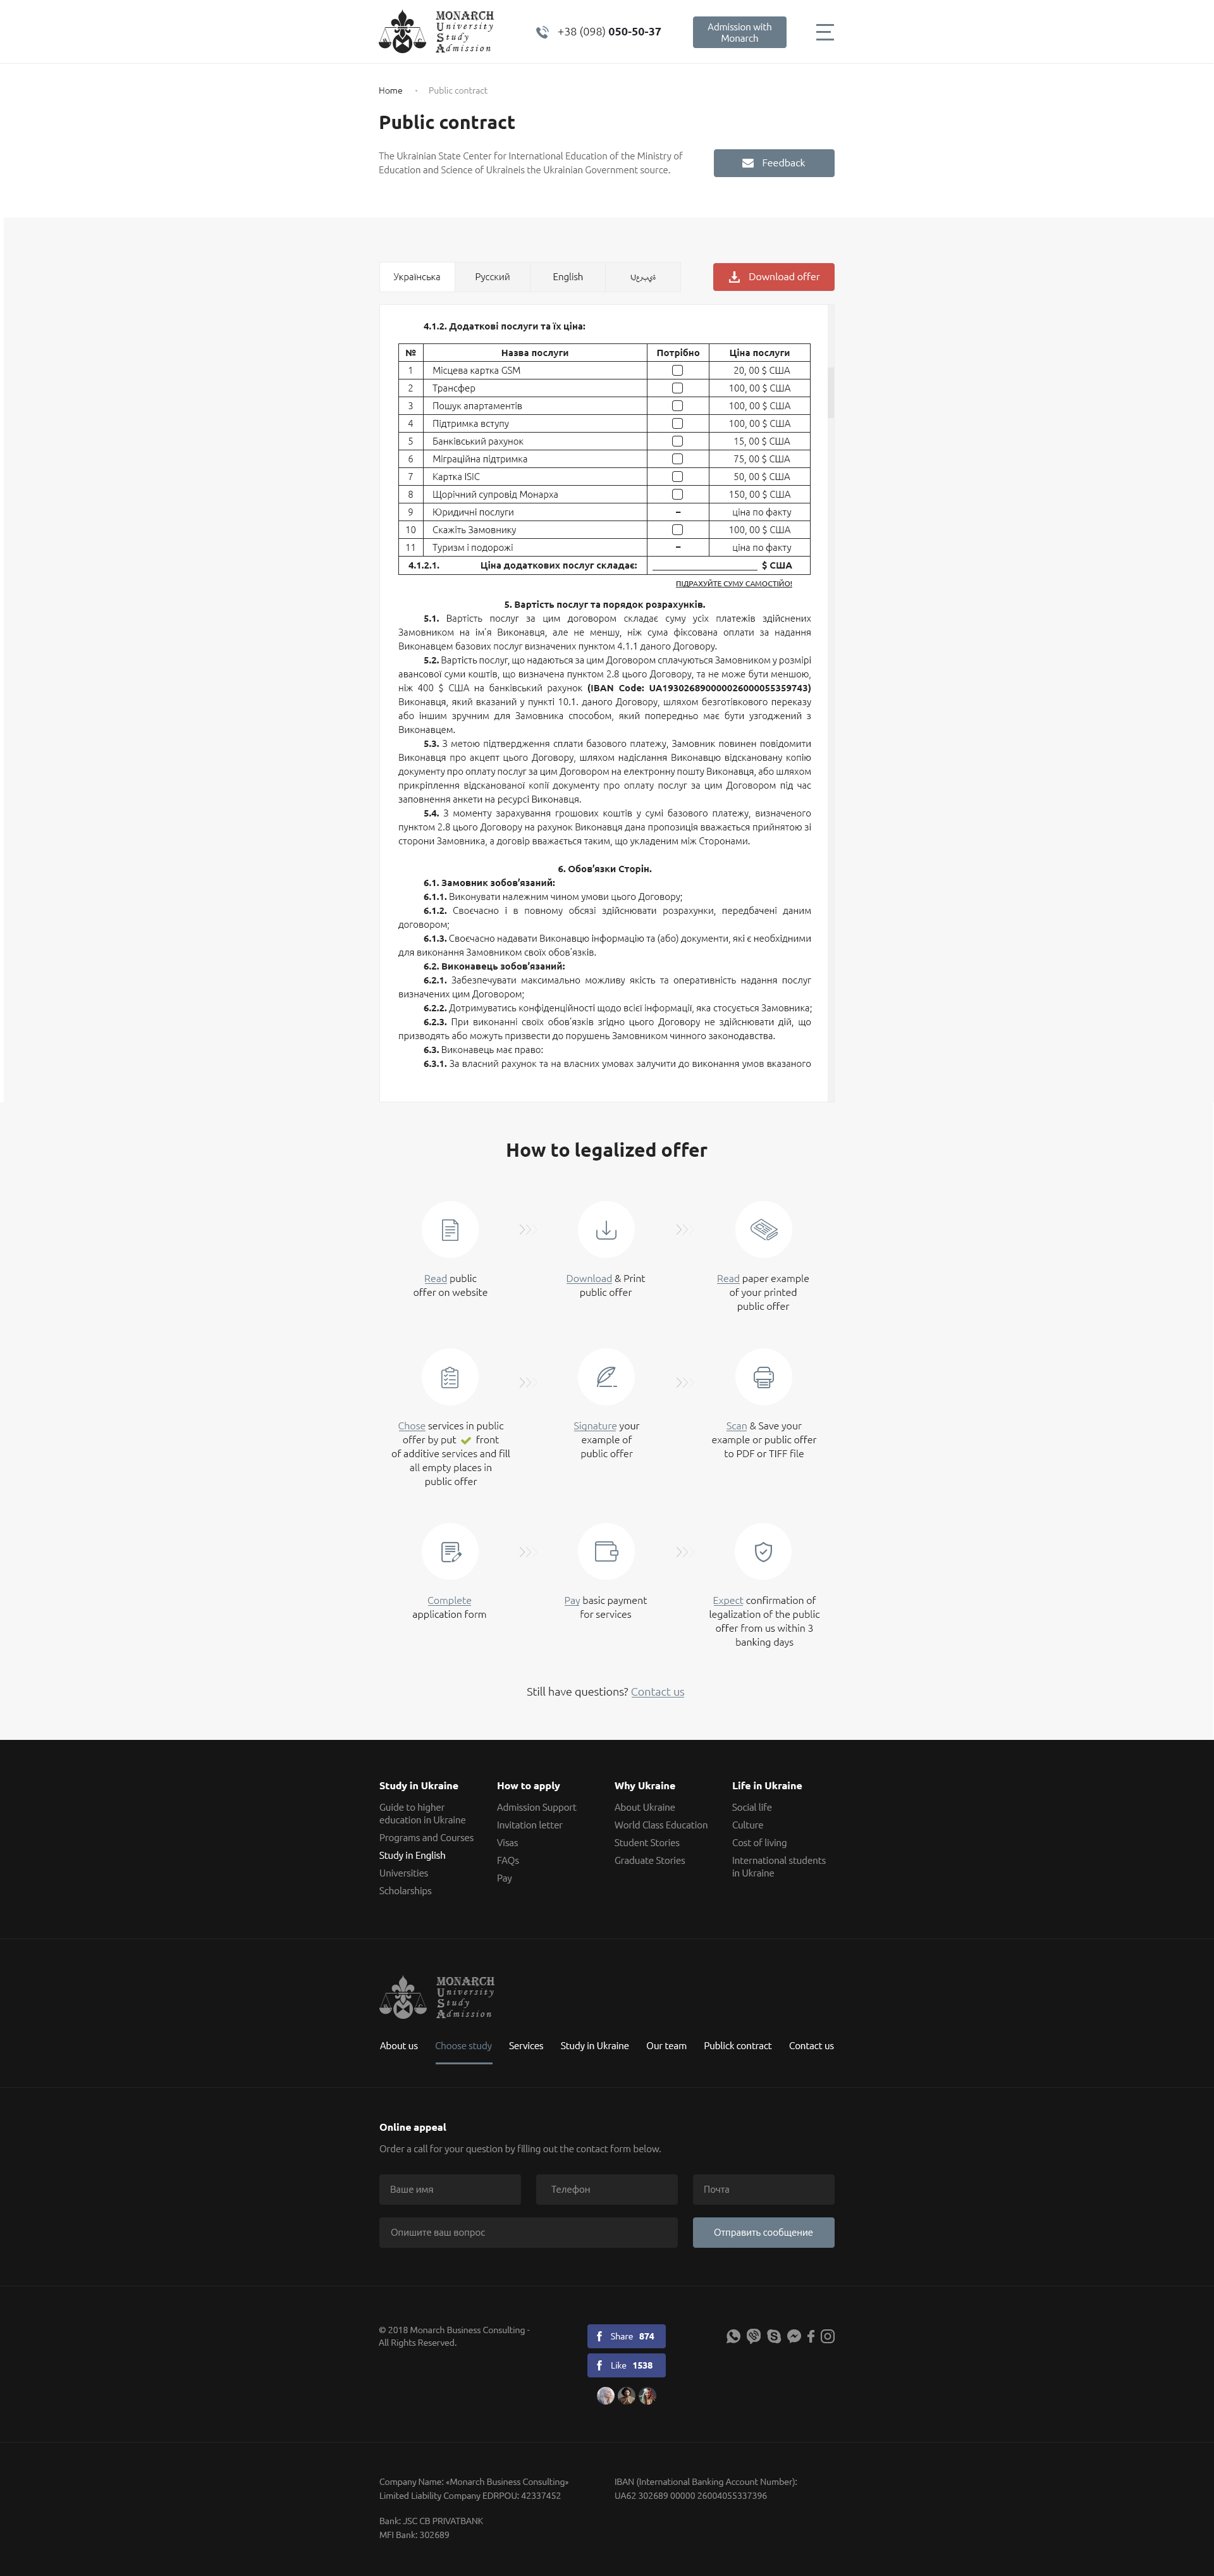 MONARCH
University
Study
Admission
+38 (098) 050-50-37
Admission with
Monarch
Home
Public contract
Public contract
The Ukrainian State Center for International Education of the Ministry of
Education and Science of Ukraineis the Ukrainian Government source.
Feedback
Українська
Русский
English
Download offer
4.1.2. Додаткові послуги та їх ціна:
№ Назва послуги Потрібно Ціна послуги
1 Місцева картка GSM 20, 00 $ США
2 Трансфер 100, 00 $ США
3 Пошук апартаментів 100, 00 $ США
4 Підтримка вступу 100, 00 $ США
5 Банківський рахунок 15, 00 $ США
6 Міграційна підтримка 75, 00 $ США
7 Картка ISIC 50, 00 $ США
8 Щорічний супровід Монарха 150, 00 $ США
9 Юридичні послуги – ціна по факту
10 Скажіть Замовнику 100, 00 $ США
11 Туризм і подорожі – ціна по факту
4.1.2.1. Ціна додаткових послуг складає: ____________________ $ США
ПІДРАХУЙТЕ СУМУ САМОСТІЙО!
5. Вартість послуг та порядок розрахунків.
5.1. Вартість послуг за цим договором складає суму усіх платежів здійснених
Замовником на ім'я Виконавця, але не меншу, ніж сума фіксована оплати за надання
Виконавцем базових послуг визначених пунктом 4.1.1 даного Договору.
5.2. Вартість послуг, що надаються за цим Договором сплачуються Замовником у розмірі
авансової суми коштів, що визначена пунктом 2.8 цього Договору, та не може бути меншою,
ніж 400 $ США на банківський рахунок (IBAN Code: UA193026890000026000055359743)
Виконавця, який вказаний у пункті 10.1. даного Договору, шляхом безготівкового переказу
або іншим зручним для Замовника способом, який попередньо має бути узгоджений з
Виконавцем.
5.3. З метою підтвердження сплати базового платежу, Замовник повинен повідомити
Виконавця про акцепт цього Договору, шляхом надіслання Виконавцю відскановану копію
документу про оплату послуг за цим Договором на електронну пошту Виконавця, або шляхом
прикріплення відсканованої копії документу про оплату послуг за цим Договором під час
заповнення анкети на ресурсі Виконавця.
5.4. З моменту зарахування грошових коштів у сумі базового платежу, визначеного
пунктом 2.8 цього Договору на рахунок Виконавця дана пропозиція вважається прийнятою зі
сторони Замовника, а договір вважається таким, що укладеним між Сторонами.
6. Обов'язки Сторін.
6.1. Замовник зобов'язаний:
6.1.1. Виконувати належним чином умови цього Договору;
6.1.2. Своєчасно і в повному обсязі здійснювати розрахунки, передбачені даним
договором;
6.1.3. Своєчасно надавати Виконавцю інформацію та (або) документи, які є необхідними
для виконання Замовником своїх обов'язків.
6.2. Виконавець зобов'язаний:
6.2.1. Забезпечувати максимально можливу якість та оперативність надання послуг
визначених цим Договором;
6.2.2. Дотримуватись конфіденційності щодо всієї інформації, яка стосується Замовника;
6.2.3. При виконанні своїх обов'язків згідно цього Договору не здійснювати дій, що
призводять або можуть призвести до порушень Замовником чинного законодавства.
6.3. Виконавець має право:
6.3.1. За власний рахунок та на власних умовах залучити до виконання умов вказаного
How to legalized offer
Read public
offer on website
Download & Print
public offer
Read paper example
of your printed
public offer
Chose services in public
offer by put front
of additive services and fill
all empty places in
public offer
Signature your
example of
public offer
Scan & Save your
example or public offer
to PDF or TIFF file
Complete
application form
Pay basic payment
for services
Expect confirmation of
legalization of the public
offer from us within 3
banking days
Still have questions? Contact us
Study in Ukraine
Guide to higher
education in Ukraine
Programs and Courses
Study in English
Universities
Scholarships
How to apply
Admission Support
Invitation letter
Visas
FAQs
Pay
Why Ukraine
About Ukraine
World Class Education
Student Stories
Graduate Stories
Life in Ukraine
Social life
Culture
Cost of living
International students
in Ukraine
MONARCH
University
Study
Admission
About us
Choose study
Services
Study in Ukraine
Our team
Publick contract
Contact us
Online appeal
Order a call for your question by filling out the contact form below.
Ваше имя
Телефон
Почта
Опишите ваш вопрос
Отправить сообщение
© 2018 Monarch Business Consulting -
All Rights Reserved.
Share 874
Like 1538
Company Name: «Monarch Business Consulting»
Limited Liability Company EDRPOU: 42337452
IBAN (International Banking Account Number):
UA62 302689 00000 26004055337396
Bank: JSC CB PRIVATBANK
MFI Bank: 302689